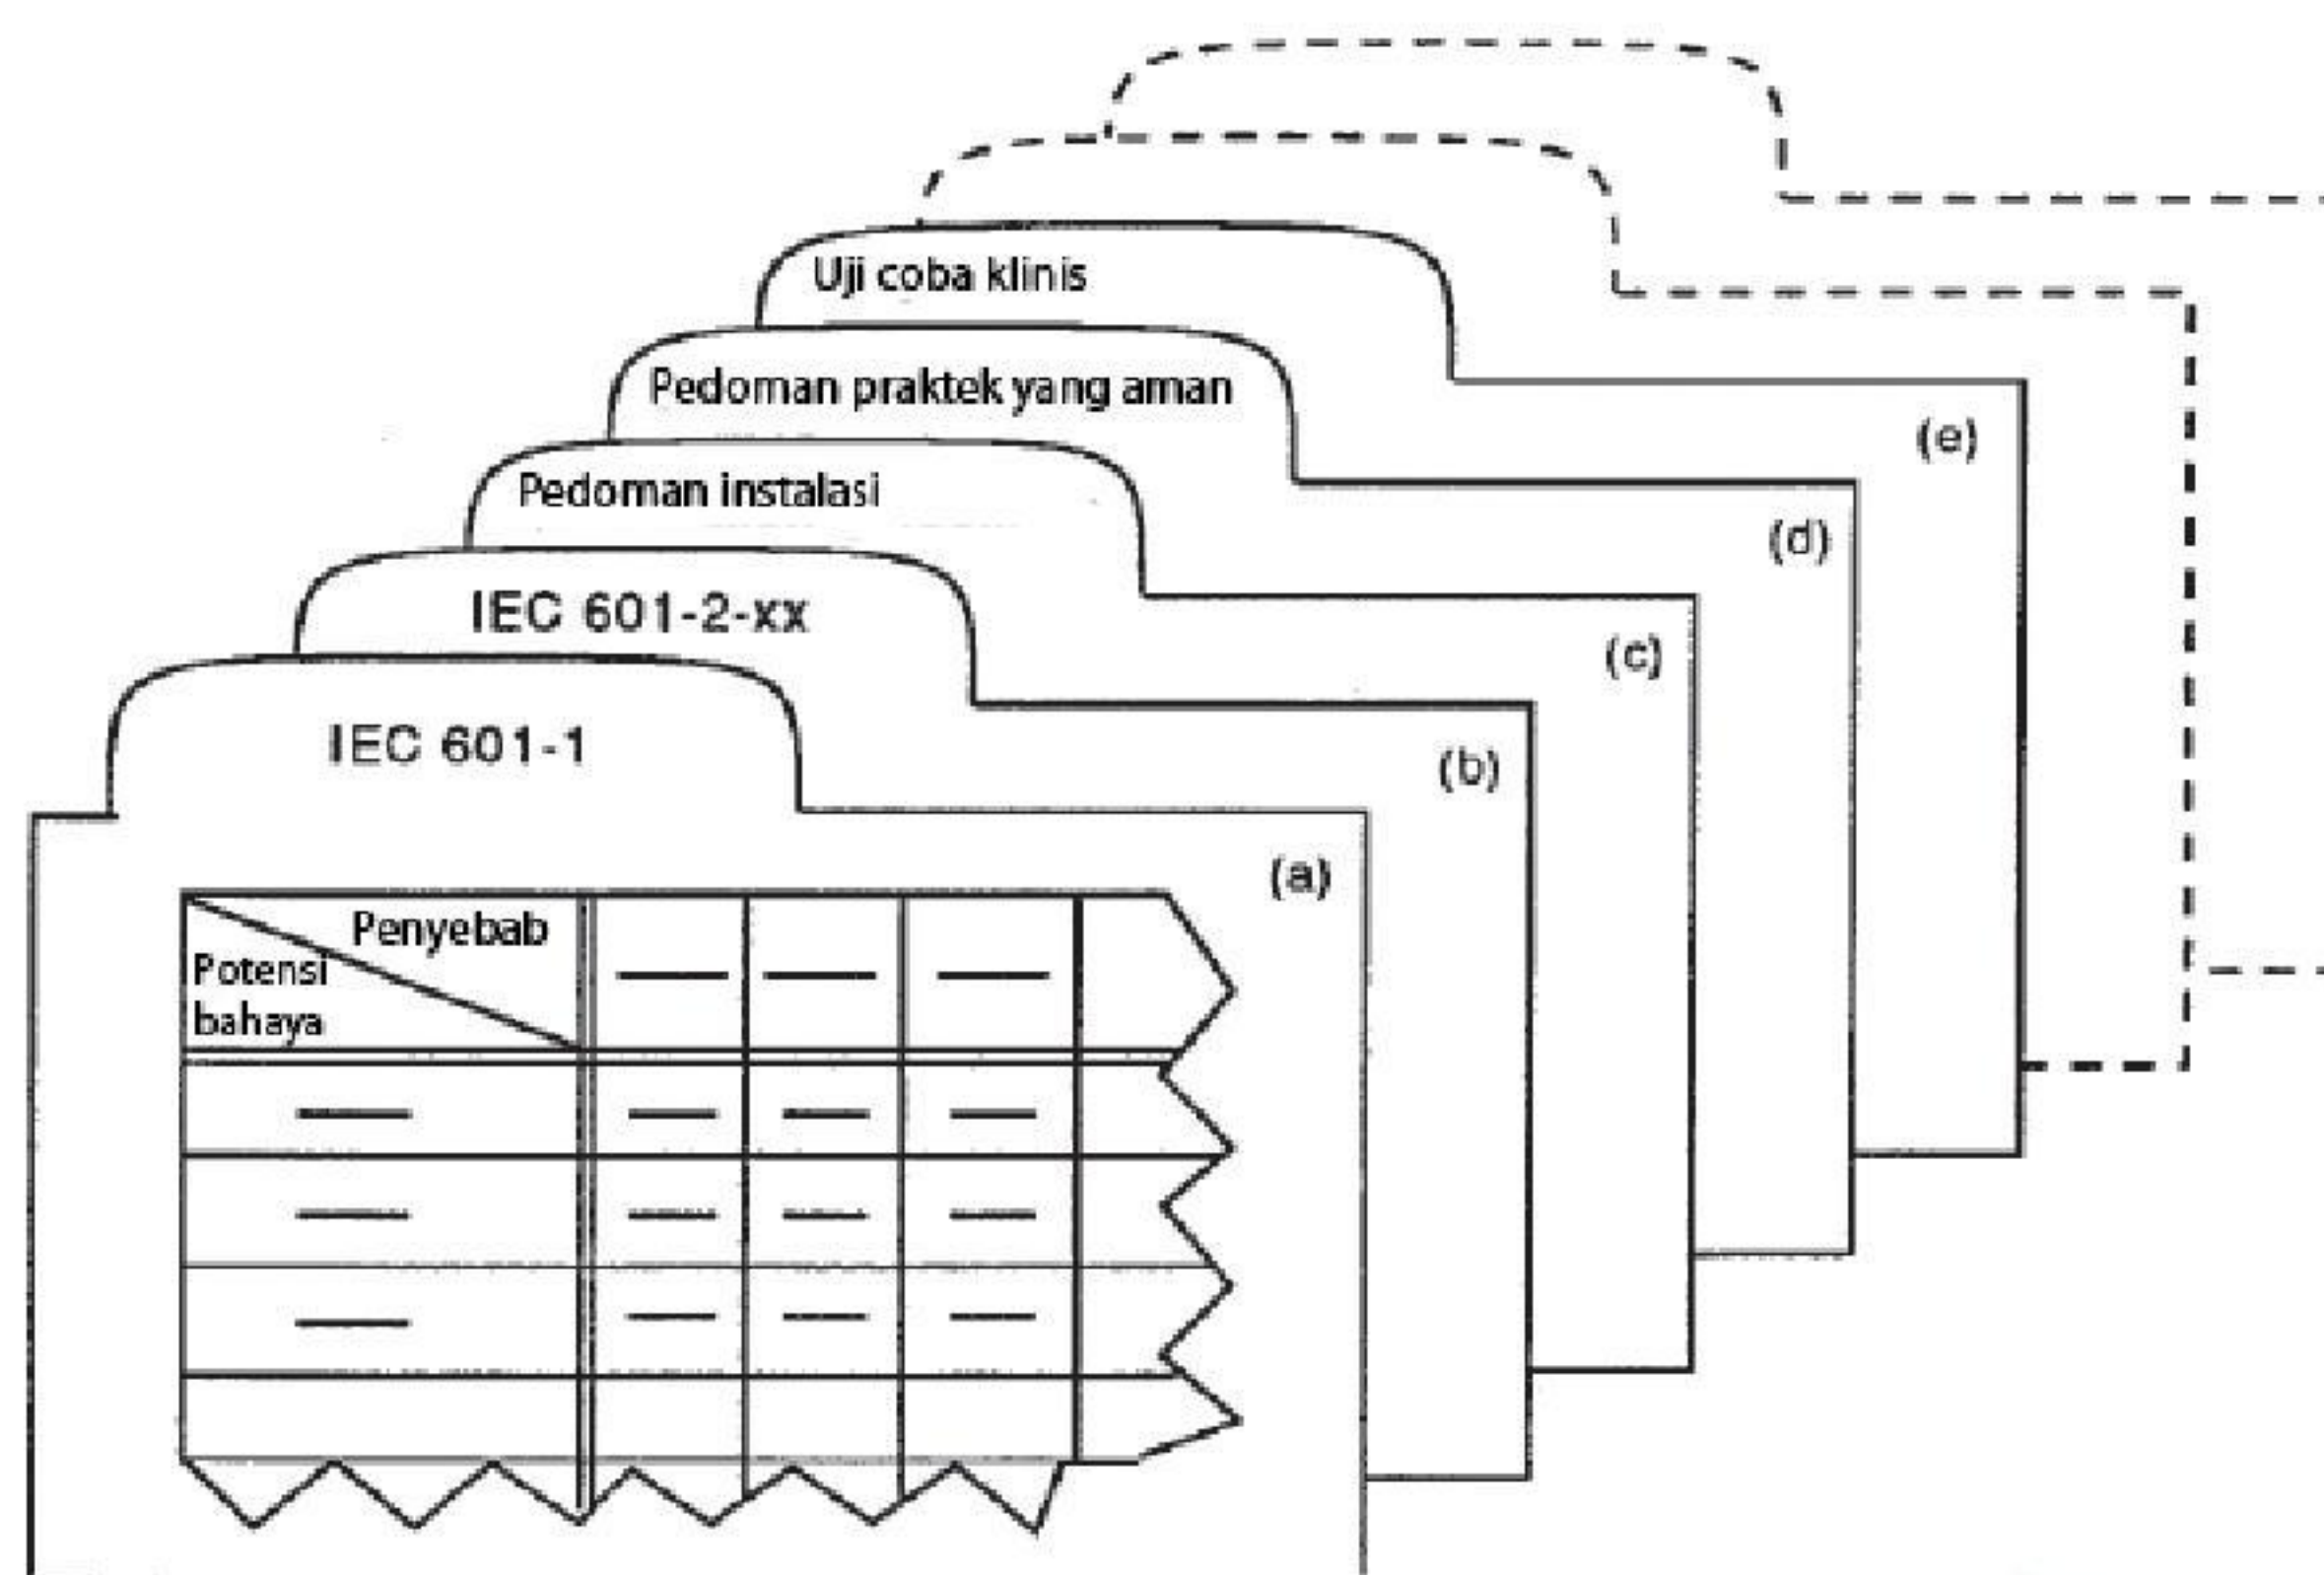 Uji coba klinis
(e)
Pedoman praktek yang aman
(d)
Pedoman instalasi
(c)
IEC 601-2-xx
(b)
IEC 601-1
(a)
Penyebab
Potensi
bahaya